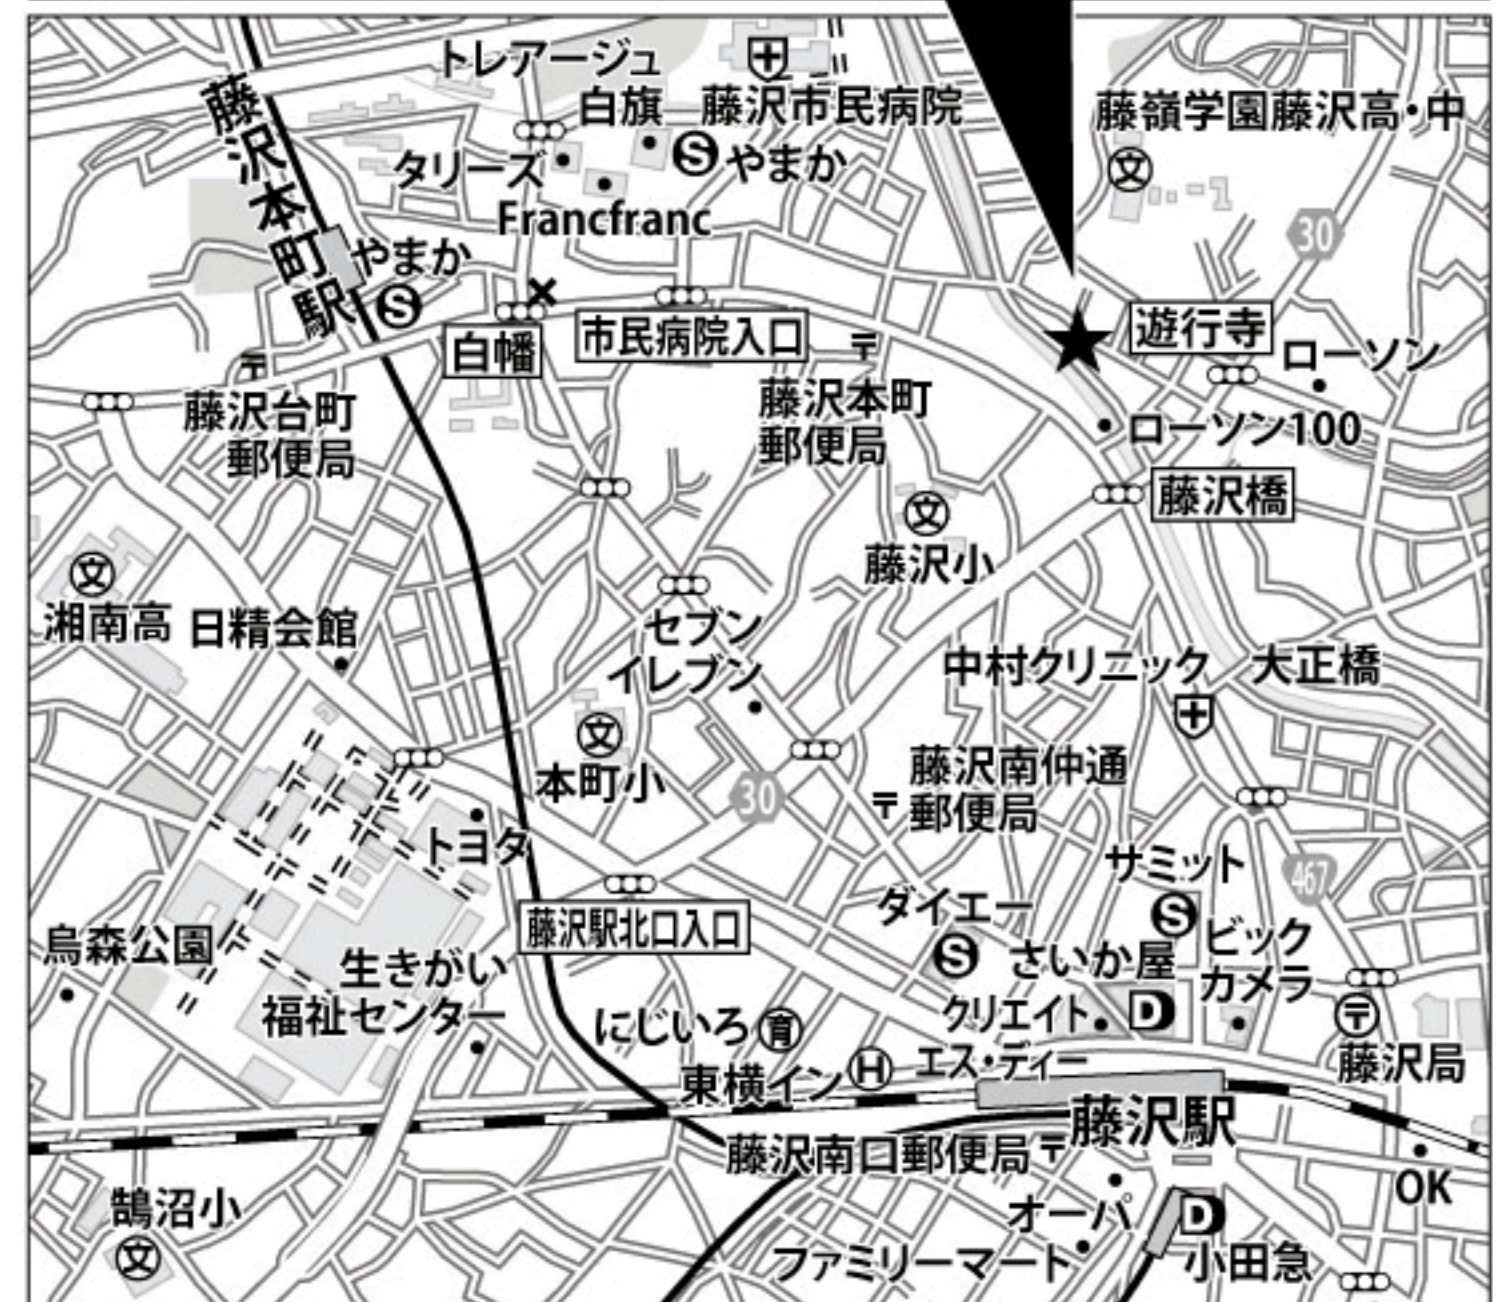 トレアージュ
白旗
藤沢市民病院
藤嶺学園藤沢高・中
文
藤沢本町駅
タリーズ
S
やまか
Francfranc
30
やまか
S
白幡
市民病院入口
〒
遊行寺
ローソン
〒
藤沢台町
郵便局
藤沢本町
郵便局
ローソン100
藤沢橋
文
藤沢小
文
湘南高
日精会館
セブン
イレブン
中村クリニック
大正橋
文
本町小
30
〒
藤沢南仲通
郵便局
トヨタ
サミット
S
467
藤沢駅北口入口
ダイエー
S
さいか屋
D
ビック
カメラ
烏森公園
生きがい
福祉センター
にじいろ
育
クリエイト
エス・ディー
〒
藤沢局
東横イン
H
藤沢駅
藤沢南口郵便局
〒
OK
鵠沼小
文
オーパ
D
小田急
ファミリーマート